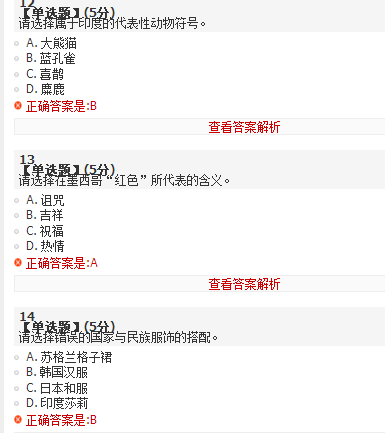 12
【单选题】(5分)
请选择属于印度的代表性动物符号。
A. 大熊猫
B. 蓝孔雀
C. 喜鹊
D. 麋鹿
正确答案是:B
查看答案解析
13
【单选题】(5分)
请选择在墨西哥“红色”所代表的含义。
A. 诅咒
B. 吉祥
C. 祝福
D. 热情
正确答案是:A
查看答案解析
14
【单选题】(5分)
请选择错误的国家与民族服饰的搭配。
A. 苏格兰格子裙
B. 韩国汉服
C. 日本和服
D. 印度莎莉
正确答案是:B